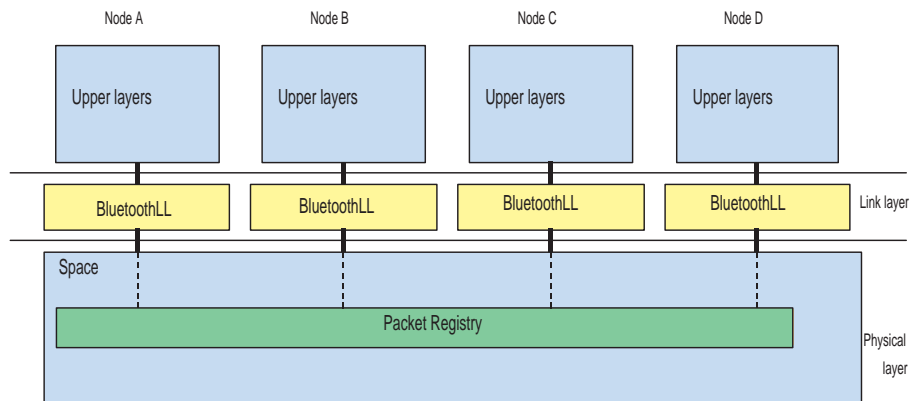 Node A
Node B
Node C
Node D
Upper layers
Upper layers
Upper layers
Upper layers
BluetoothLL
BluetoothLL
BluetoothLL
BluetoothLL
Link layer
Space
Packet Registry
Physical
layer